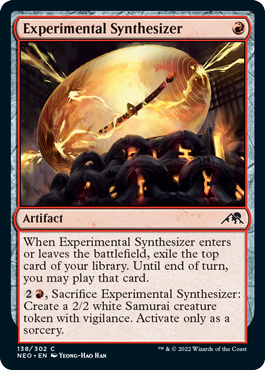 Experimental Synthesizer
Artifact
When Experimental Synthesizer enters
or leaves the battlefield, exile the top
card of your library. Until end of turn,
you may play that card.
2 , Sacrifice Experimental Synthesizer:
Create a 2/2 white Samurai creature
token with vigilance. Activate only as a
sorcery.
138/302 C
NEO • EN Yeong-Hao Han
™ & © 2022 Wizards of the Coast